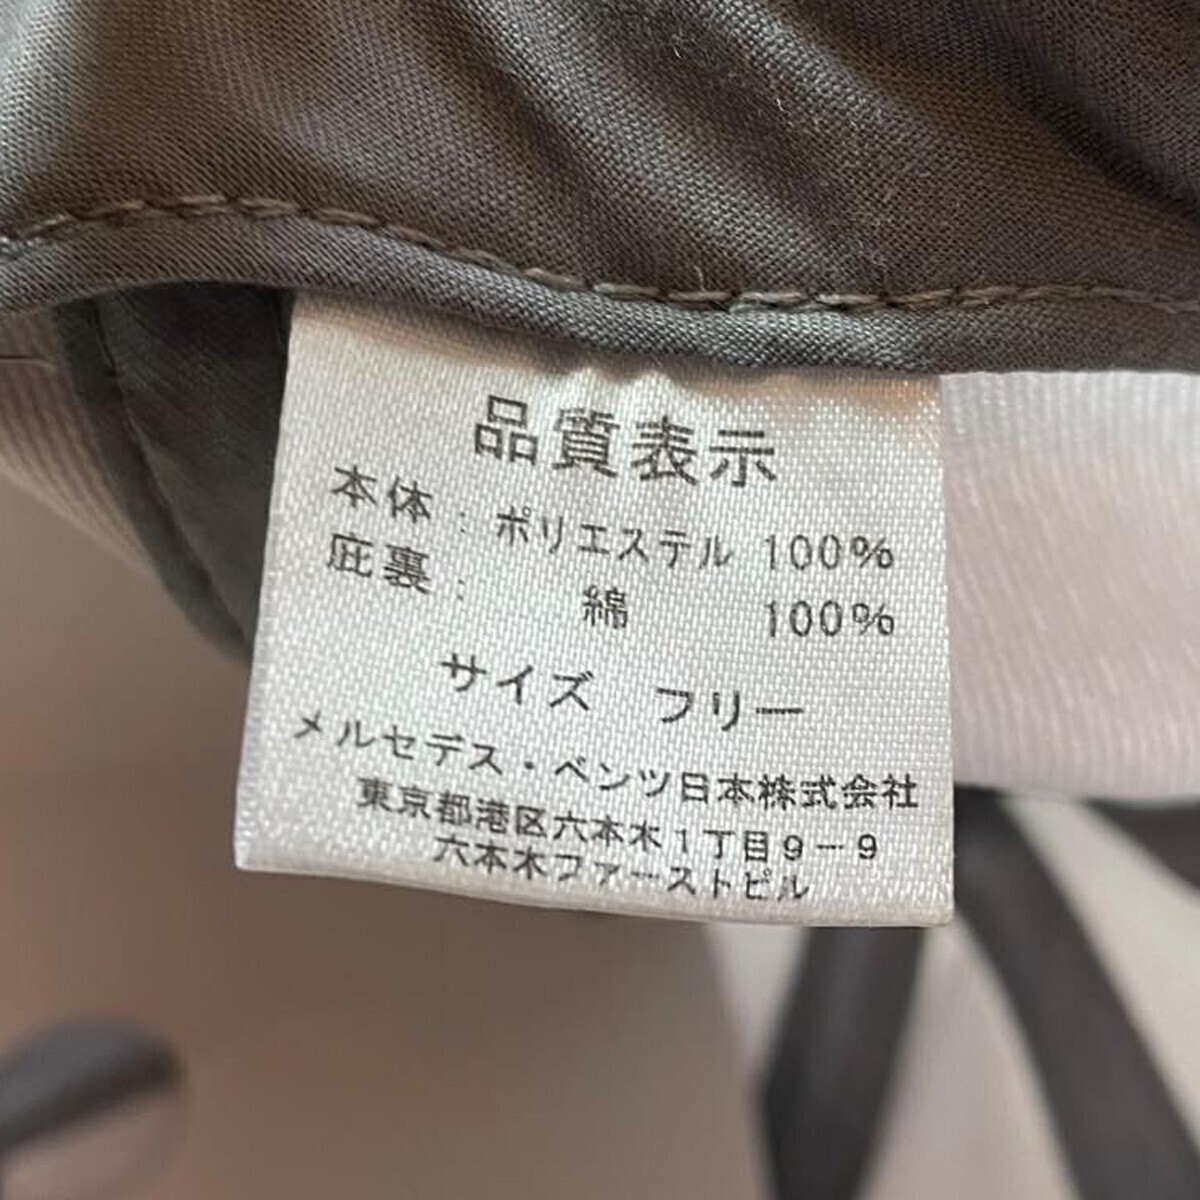 品質表示
本体：ポリエステル 100%
庇裏：綿 100%
サイズ フリー
メルセデス・ベンツ日本株式会社
東京都港区六本木１丁目９－９
六本木ファーストビル